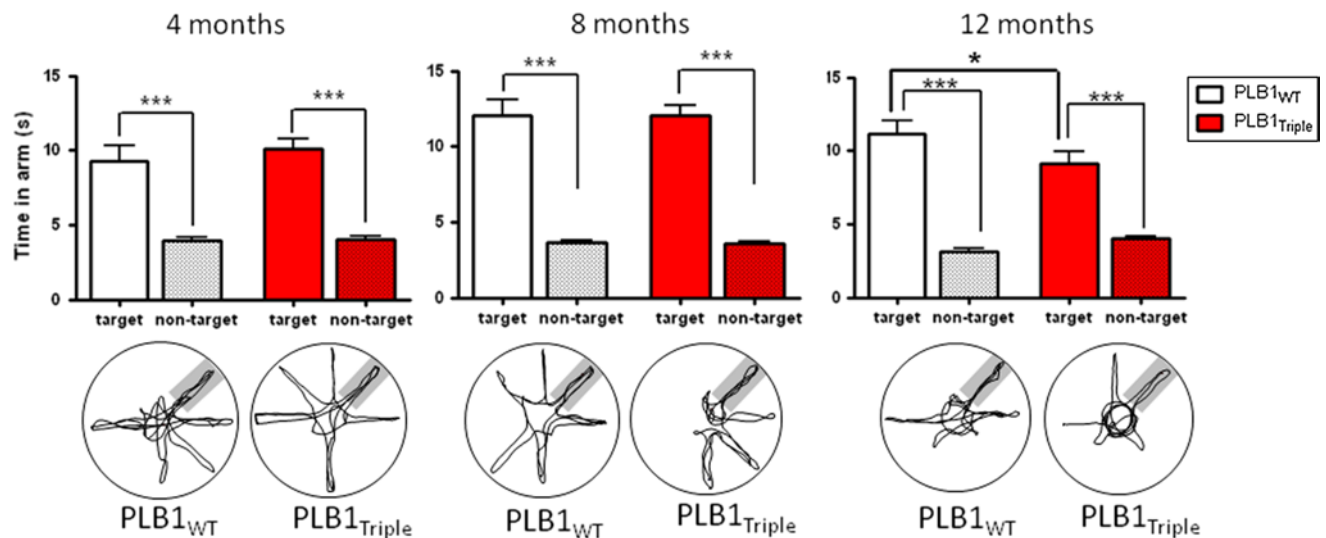 4 months
8 months
12 months
Time in arm (s)
15
10
5
0
***
***
target
non-target
target
non-target
15
10
5
0
***
***
target
non-target
target
non-target
15
10
5
0
*
***
***
target
non-target
target
non-target
PLB1WT
PLB1Triple
PLB1WT
PLB1Triple
PLB1WT
PLB1Triple
PLB1WT
PLB1Triple